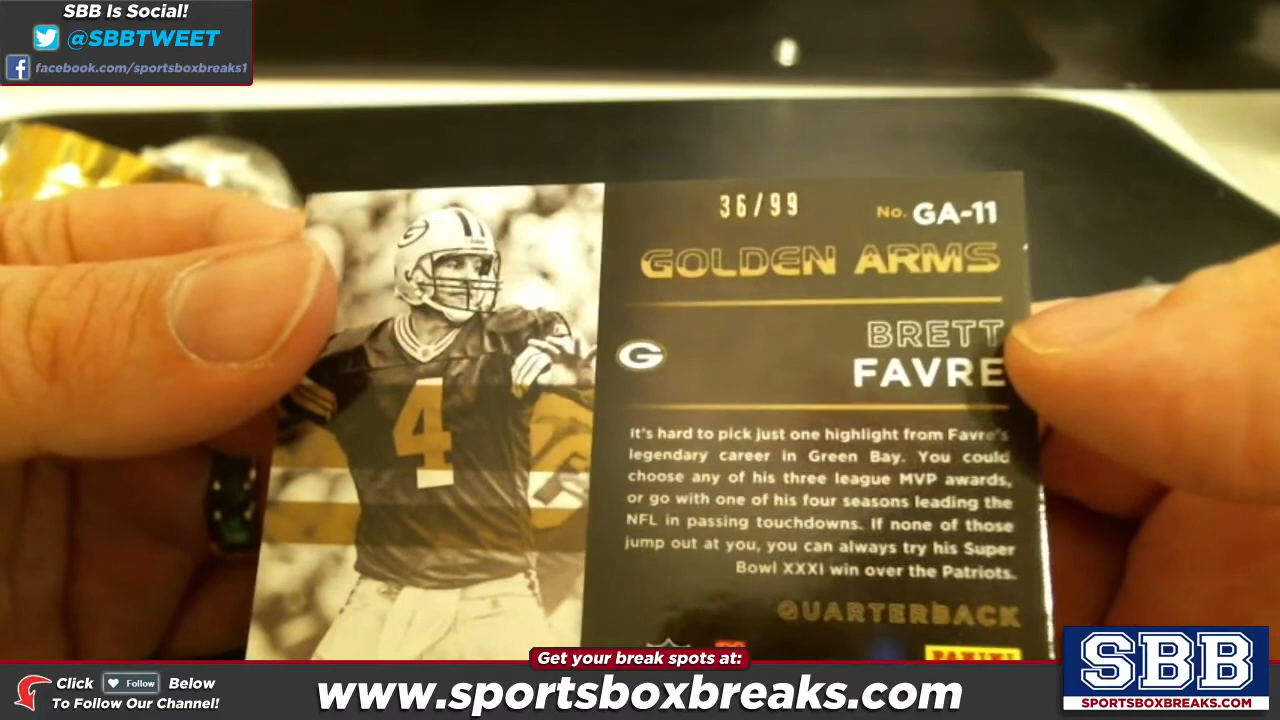 SBB Is Social!
@SBBTWEET
facebook.com/sportsboxbreaks1
36/99
No. GA-11
GOLDEN ARMS
BRETT
G
FAVRE
4
It's hard to pick just one highlight from Favre's
legendary career in Green Bay. You could
choose any of his three league MVP awards,
or go with one of his four seasons leading the
NFL in passing touchdowns. If none of those
jump out at you, you can always try his Super
Bowl XXXI win over the Patriots.
QUARTERBACK
PANINI
Get your break spots at:
Click Follow Below
To Follow Our Channel!
www.sportsboxbreaks.com
SBB
SPORTSBOXBREAKS.COM